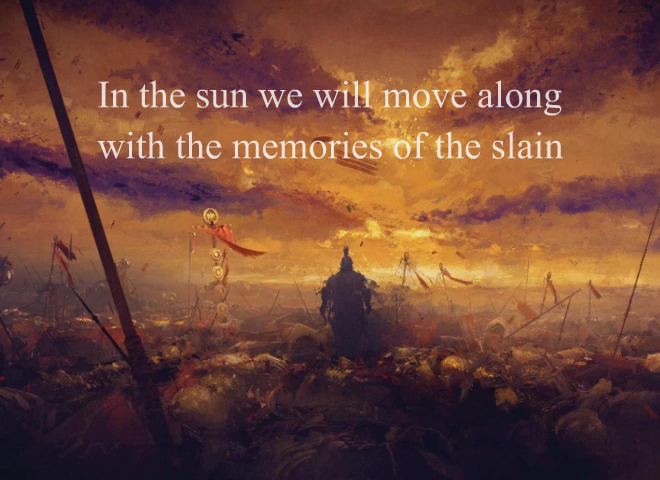 In the sun we will move along
with the memories of the slain